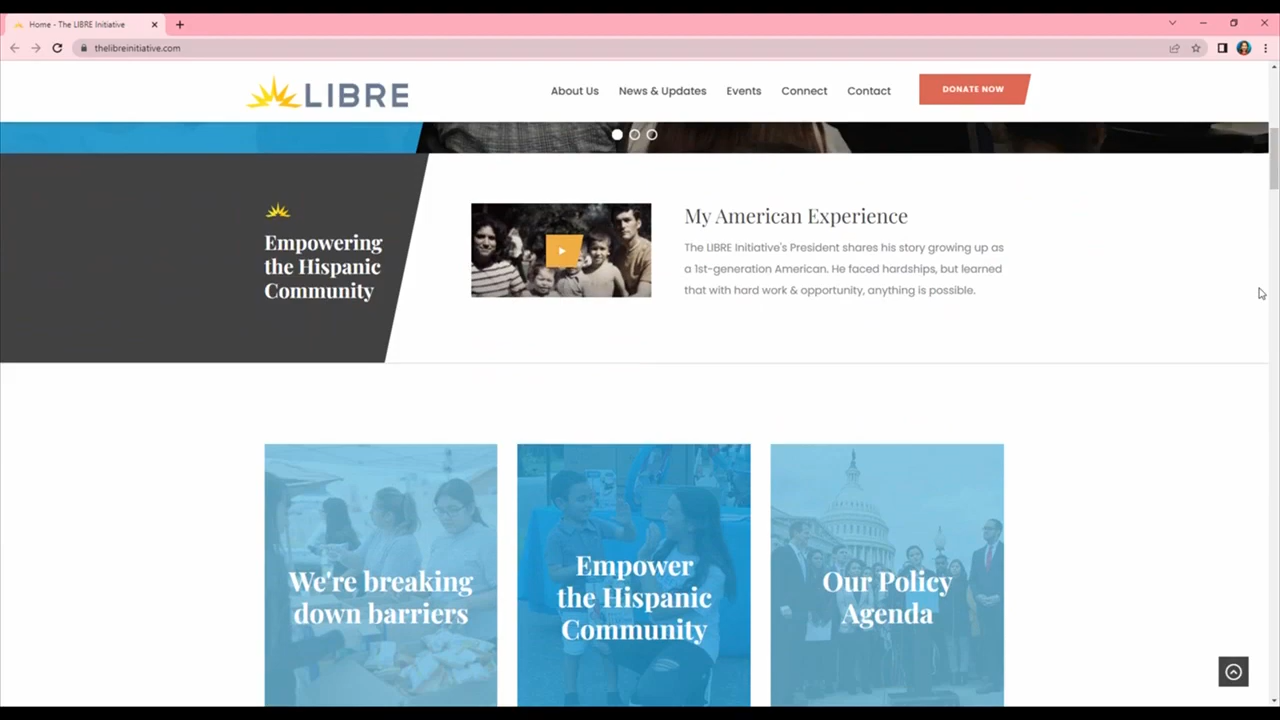 Home - The LIBRE Initiative
thelibreinitiative.com
LIBRE
About Us
News & Updates
Events
Connect
Contact
DONATE NOW
Empowering
the Hispanic
Community
My American Experience
The LIBRE Initiative's President shares his story growing up as
a 1st-generation American. He faced hardships, but learned
that with hard work & opportunity, anything is possible.
We're breaking
down barriers
Empower
the Hispanic
Community
Our Policy
Agenda